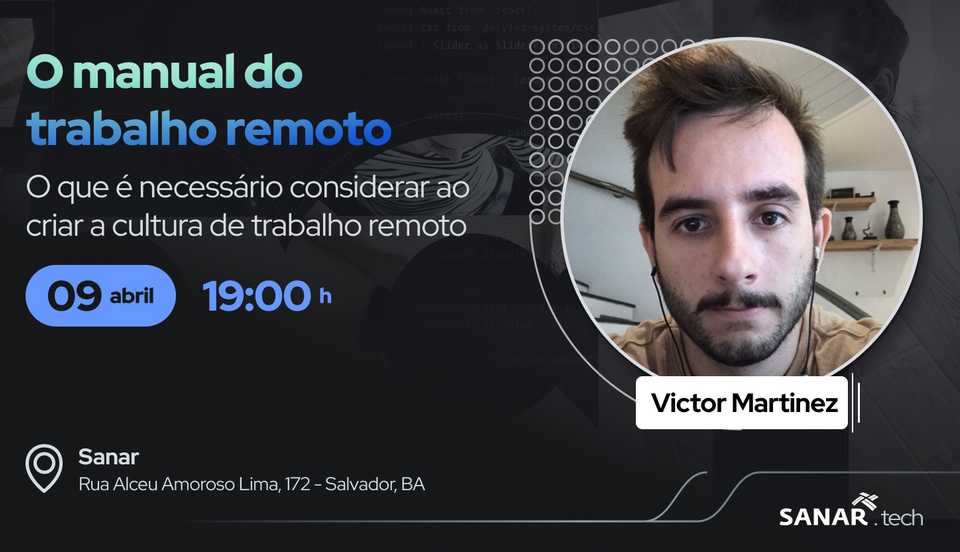 O manual do
trabalho remoto
O que é necessário considerar ao
criar a cultura de trabalho remoto
09 abril 19:00 h
Victor Martinez
Sanar
Rua Alceu Amoroso Lima, 172 - Salvador, BA
SANAR .tech